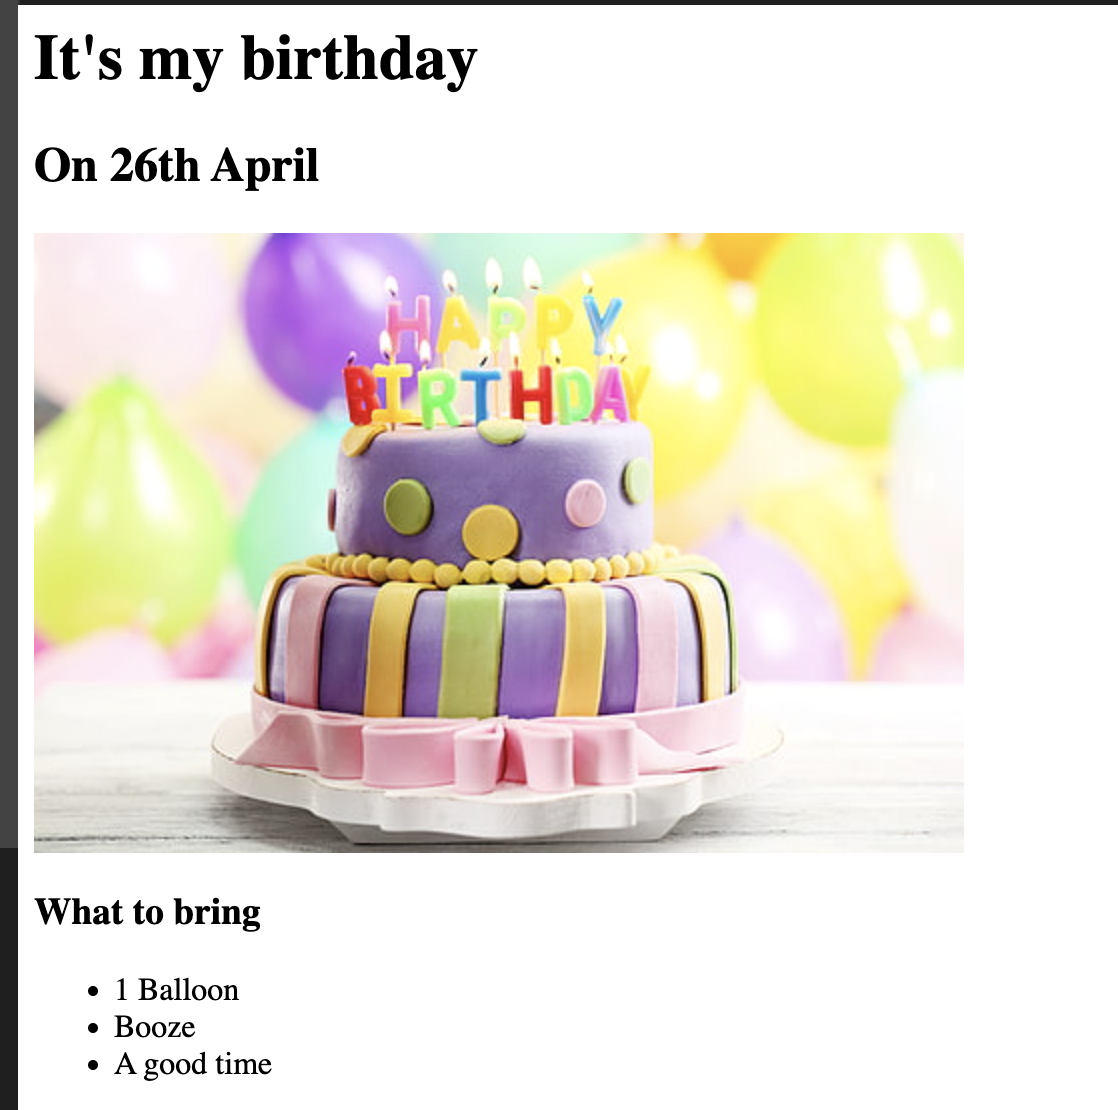 It's my birthday
On 26th April
HAPPY
BIRTHDAY
What to bring
1 Balloon
Booze
A good time